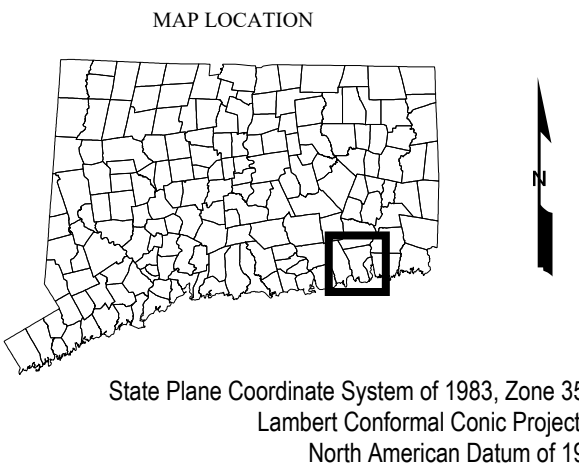 MAP LOCATION
N
State Plane Coordinate System of 1983, Zone 35
Lambert Conformal Conic Project
North American Datum of 19